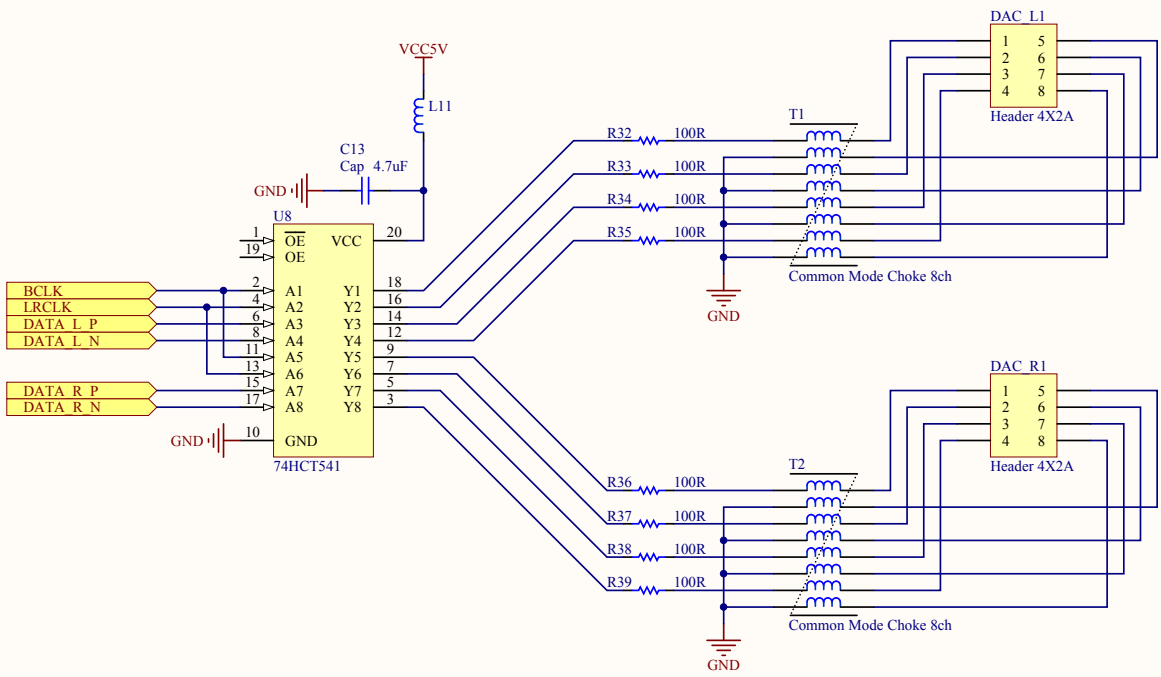 DAC_L1
1 5
2 6
3 7
4 8
Header 4X2A
VCC5V
L11
C13
Cap 4.7uF
GND
T1
R32 100R
R33 100R
R34 100R
R35 100R
Common Mode Choke 8ch
GND
U8
1 OE VCC 20
19 OE
BCLK 2 A1 Y1 18
LRCLK 4 A2 Y2 16
DATA_L_P 6 A3 Y3 14
DATA_L_N 8 A4 Y4 12
11 A5 Y5 9
13 A6 Y6 7
DATA_R_P 15 A7 Y7 5
DATA_R_N 17 A8 Y8 3
GND 10 GND
74HCT541
DAC_R1
1 5
2 6
3 7
4 8
Header 4X2A
T2
R36 100R
R37 100R
R38 100R
R39 100R
Common Mode Choke 8ch
GND